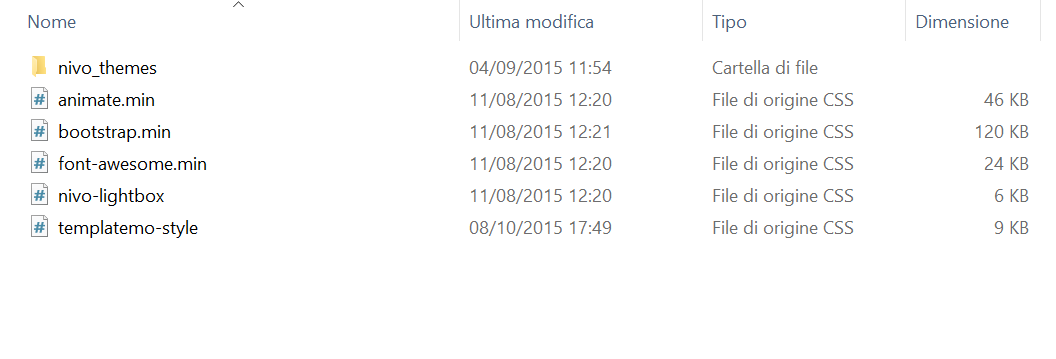 Nome Ultima modifica Tipo Dimensione
nivo_themes 04/09/2015 11:54 Cartella di file
animate.min 11/08/2015 12:20 File di origine CSS 46 KB
bootstrap.min 11/08/2015 12:21 File di origine CSS 120 KB
font-awesome.min 11/08/2015 12:20 File di origine CSS 24 KB
nivo-lightbox 11/08/2015 12:20 File di origine CSS 6 KB
templatemo-style 08/10/2015 17:49 File di origine CSS 9 KB